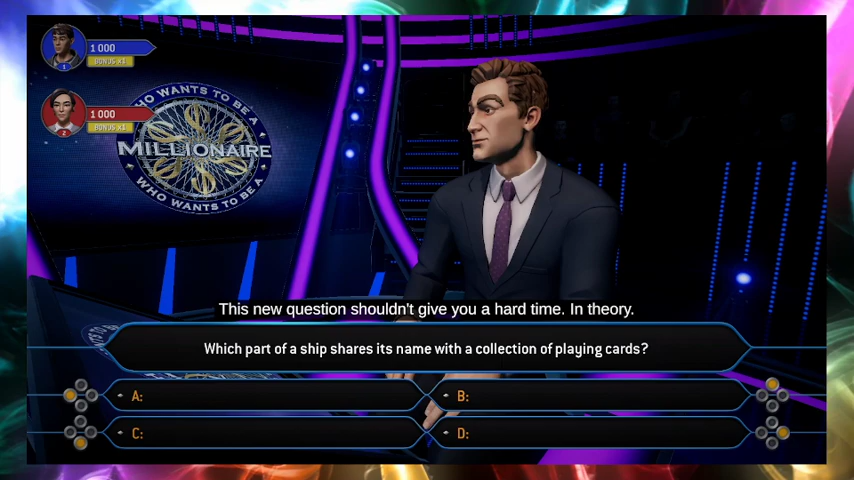 1 000
BONUS X1
1
1 000
BONUS X1
2
WHO WANTS TO BE A
MILLIONAIRE
WHO WANTS TO BE A
This new question shouldn't give you a hard time. In theory.
Which part of a ship shares its name with a collection of playing cards?
A:
B:
C:
D: